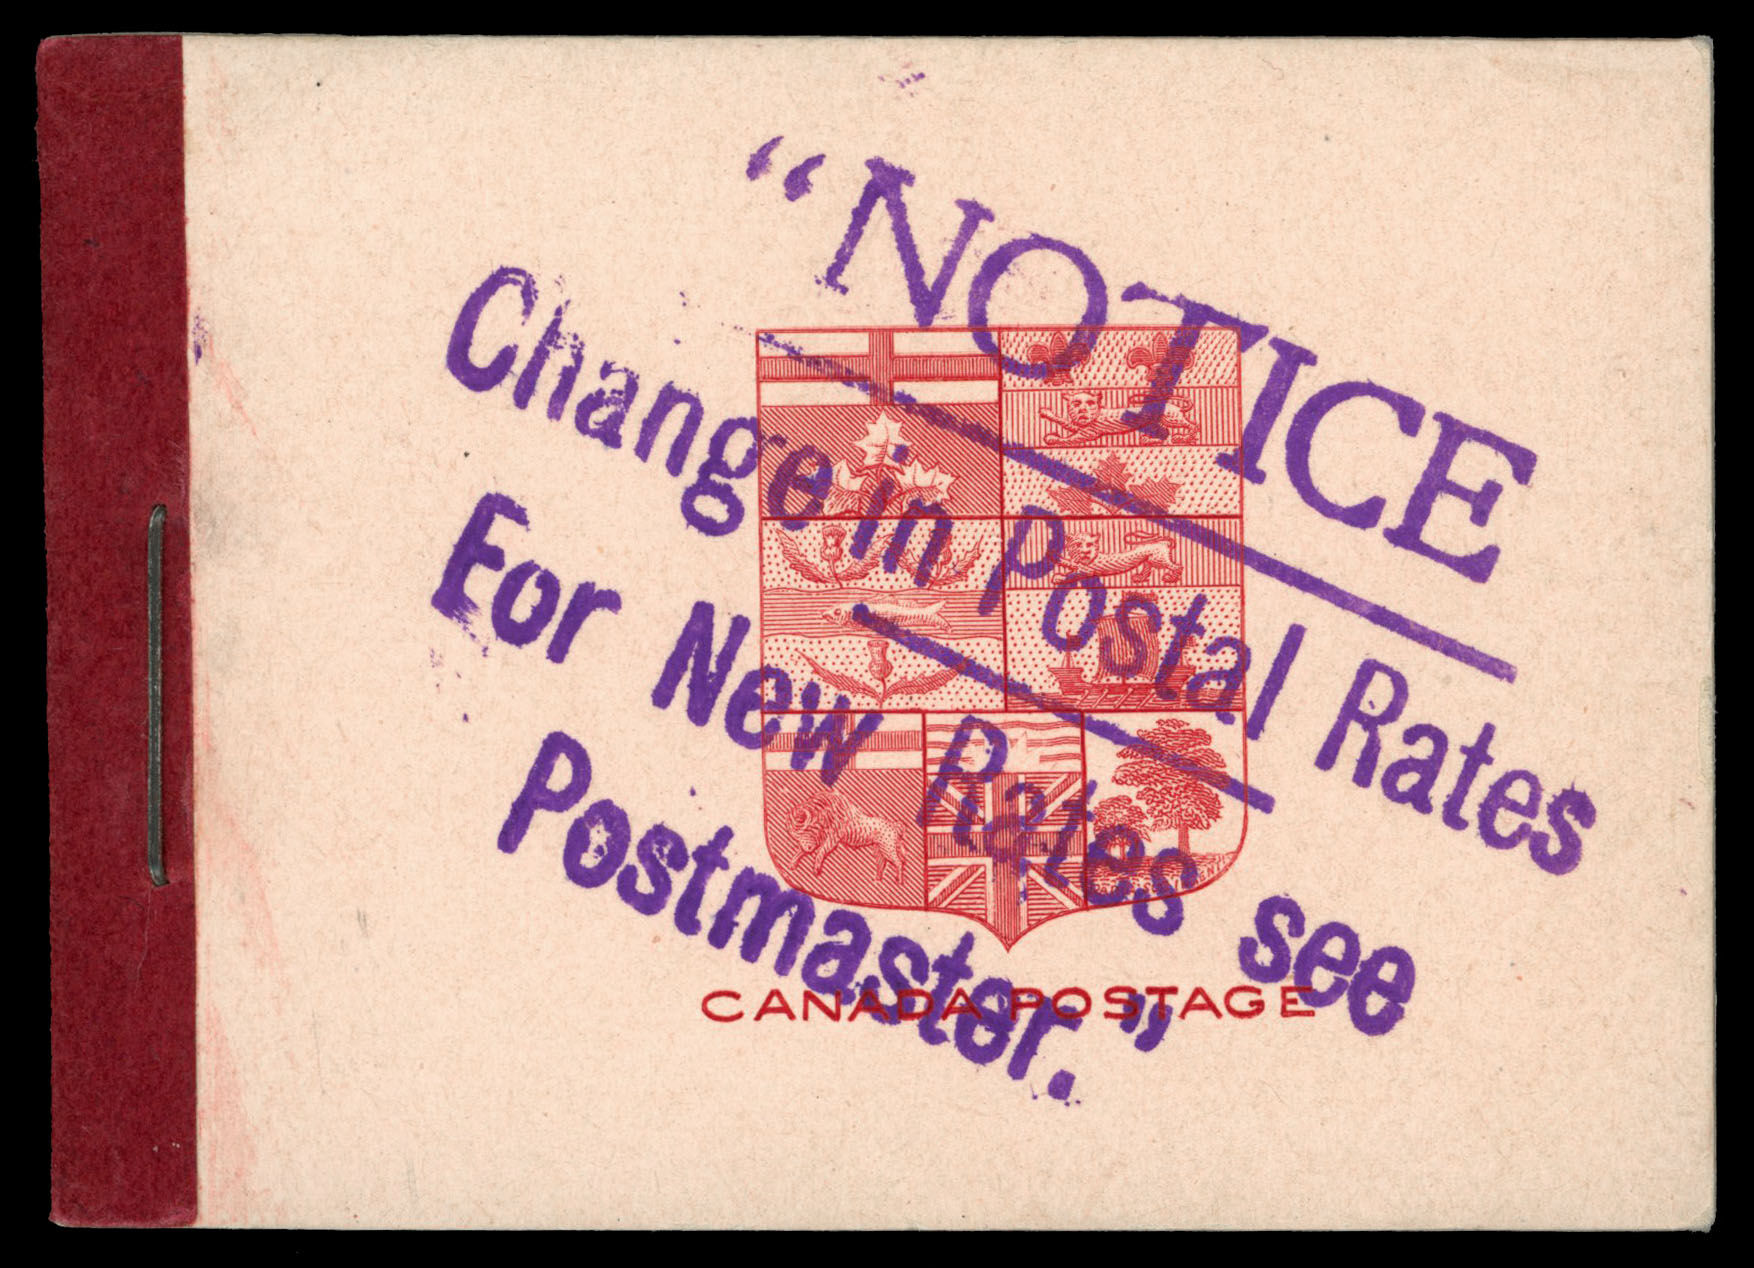 “NOTICE
Change in Postal Rates
For New Rates see
Postmaster.”
CANADA POSTAGE